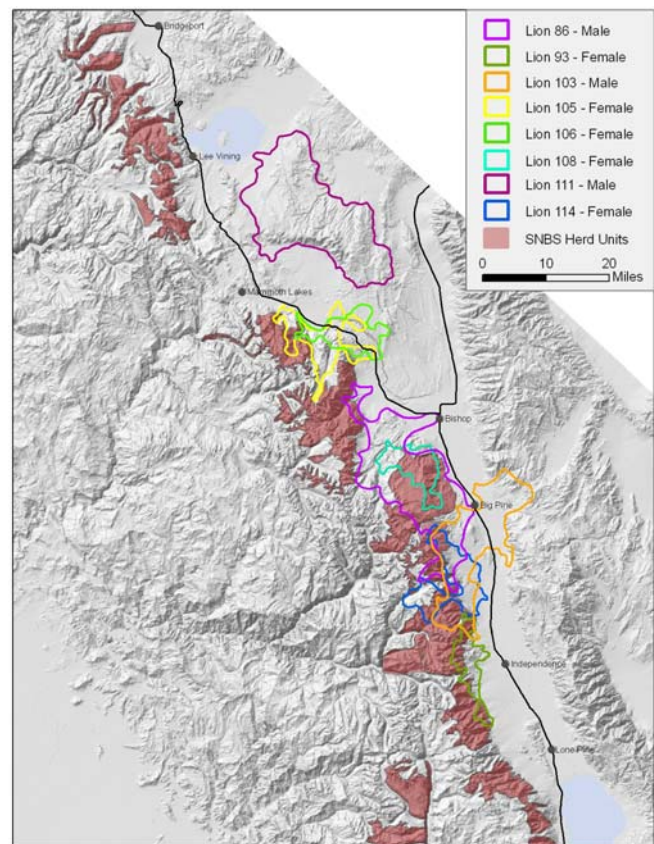 Bridgeport
Lee Vining
Mammoth Lakes
Bishop
Big Pine
Independence
Lone Pine
Lion 86 - Male
Lion 93 - Female
Lion 103 - Male
Lion 105 - Female
Lion 106 - Female
Lion 108 - Female
Lion 111 - Male
Lion 114 - Female
SNBS Herd Units
0 10 20
Miles